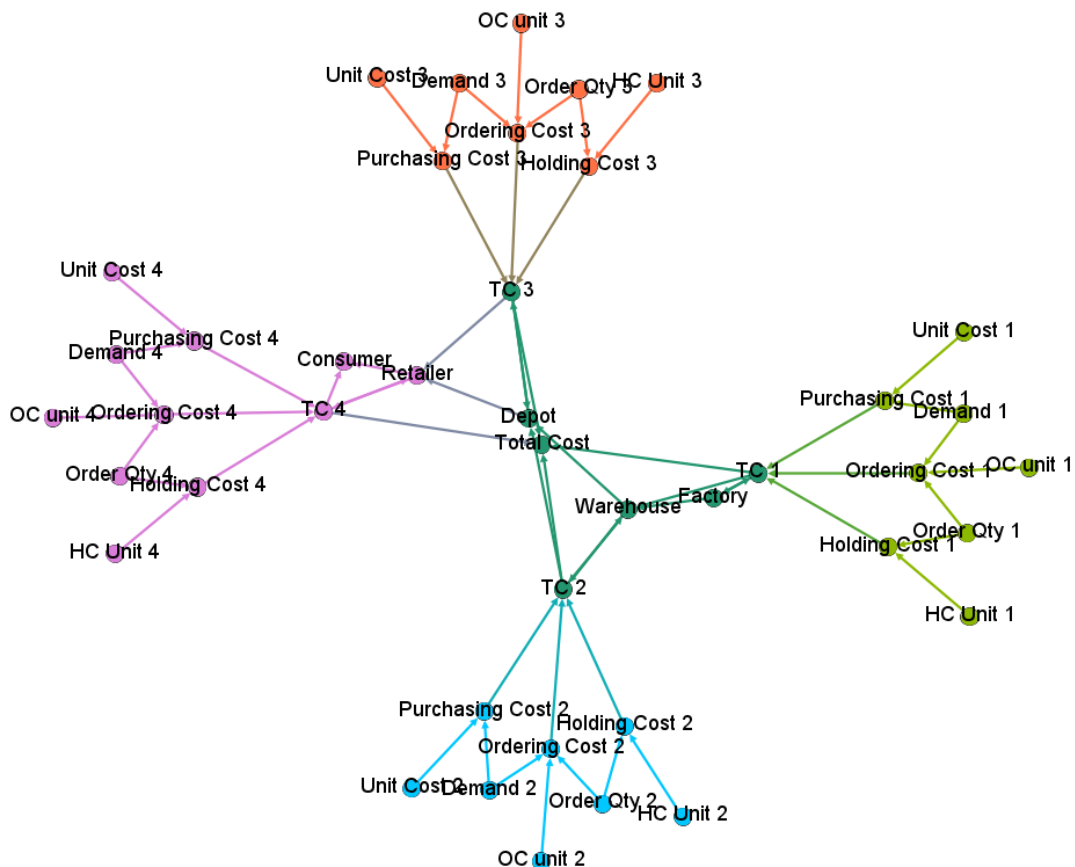 OC unit 3
Unit Cost 3
Demand 3
Order Qty 3
HC Unit 3
Ordering Cost 3
Purchasing Cost 3
Holding Cost 3
Unit Cost 4
TC 3
Purchasing Cost 4
Unit Cost 1
Demand 4
Consumer
Retailer
Purchasing Cost 1
OC unit 4
Ordering Cost 4
TC 4
Depot
Demand 1
Total Cost
Order Qty 4
Holding Cost 4
TC 1
Ordering Cost 1
OC unit 1
Warehouse
Factory
Order Qty 1
HC Unit 4
Holding Cost 1
TC 2
HC Unit 1
Purchasing Cost 2
Holding Cost 2
Ordering Cost 2
Unit Cost 2
Demand 2
Order Qty 2
HC Unit 2
OC unit 2